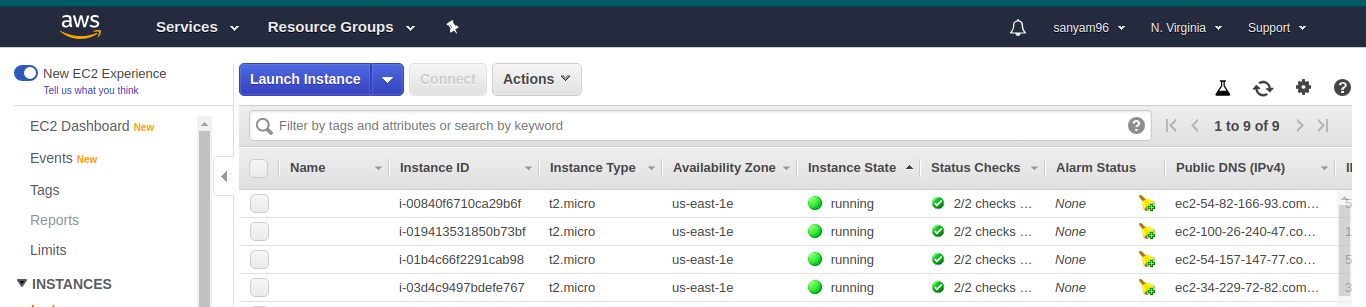 aws Services Resource Groups sanyam96 N. Virginia Support
New EC2 Experience
Tell us what you think
Launch Instance Connect Actions
EC2 Dashboard New
Events New
Tags
Reports
Limits
INSTANCES
Filter by tags and attributes or search by keyword 1 to 9 of 9
Name Instance ID Instance Type Availability Zone Instance State Status Checks Alarm Status Public DNS (IPv4)
i-00840f6710ca29b6f t2.micro us-east-1e running 2/2 checks ... None ec2-54-82-166-93.com...
i-019413531850b73bf t2.micro us-east-1e running 2/2 checks ... None ec2-100-26-240-47.co...
i-01b4c66f2291cab98 t2.micro us-east-1e running 2/2 checks ... None ec2-54-157-147-77.co...
i-03d4c9497bdefe767 t2.micro us-east-1e running 2/2 checks ... None ec2-34-229-72-82.com...